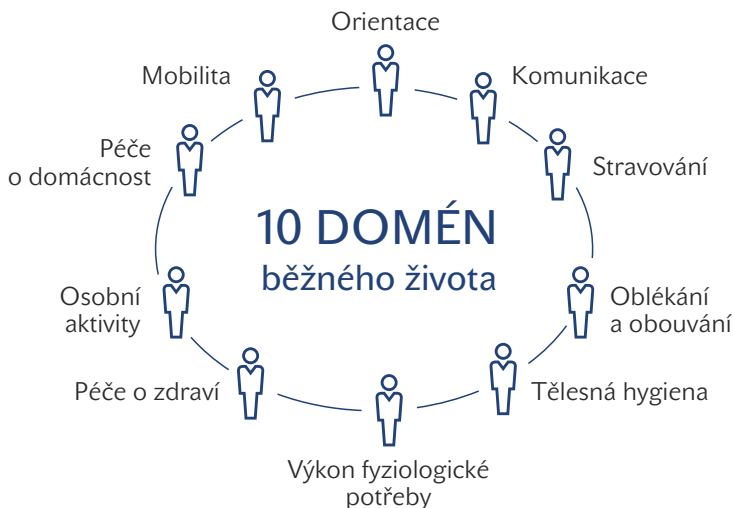 Orientace
Mobilita
Komunikace
Péče
o domácnost
Stravování
10 DOMÉN
běžného života
Osobní
aktivity
Oblékání
a obouvání
Péče o zdraví
Tělesná hygiena
Výkon fyziologické
potřeby